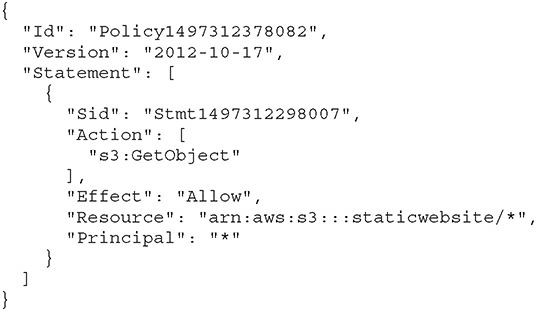 {
  "Id": "Policy1497312378082",
  "Version": "2012-10-17",
  "Statement": [
    {
      "Sid": "Stmt1497312298007",
      "Action": [
        "s3:GetObject"
      ],
      "Effect": "Allow",
      "Resource": "arn:aws:s3:::staticwebsite/*",
      "Principal": "*"
    }
  ]
}